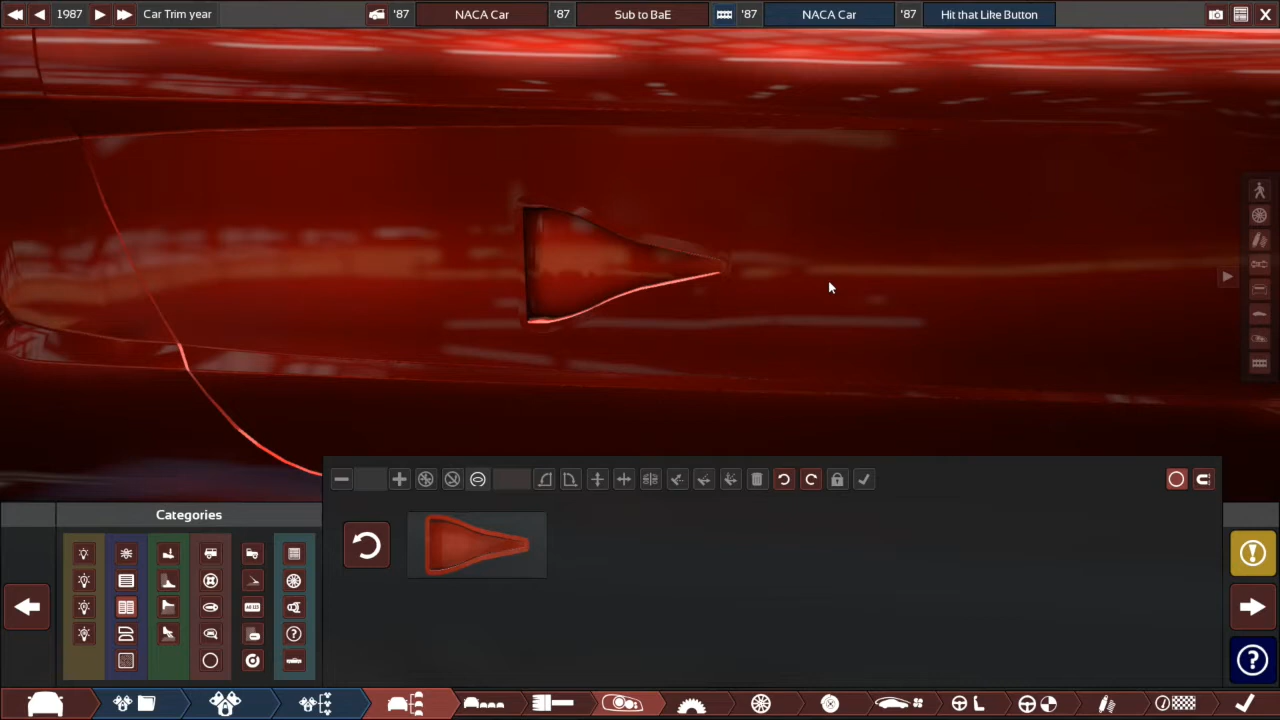 1987
Car Trim year
'87
NACA Car
'87
Sub to BaE
'87
NACA Car
'87
Hit that Like Button
Categories